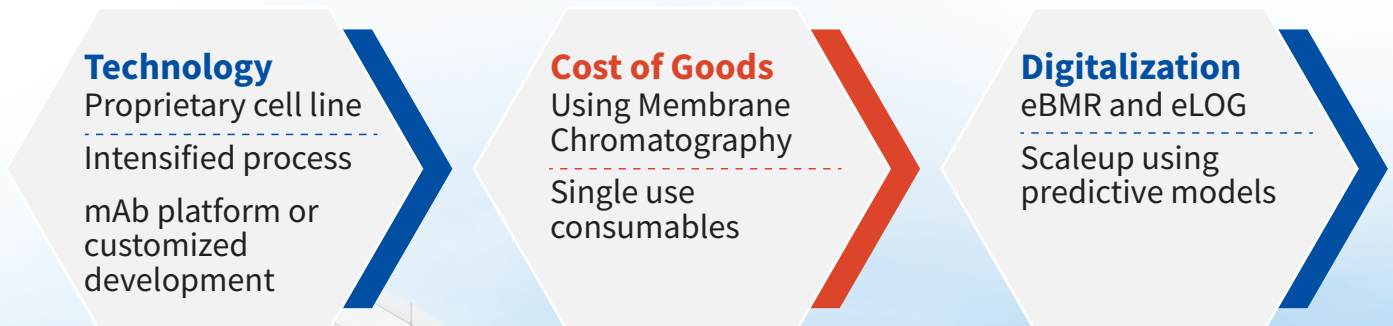 Technology
Proprietary cell line
Intensified process
mAb platform or
customized
development
Cost of Goods
Using Membrane
Chromatography
Single use
consumables
Digitalization
eBMR and eLOG
Scaleup using
predictive models